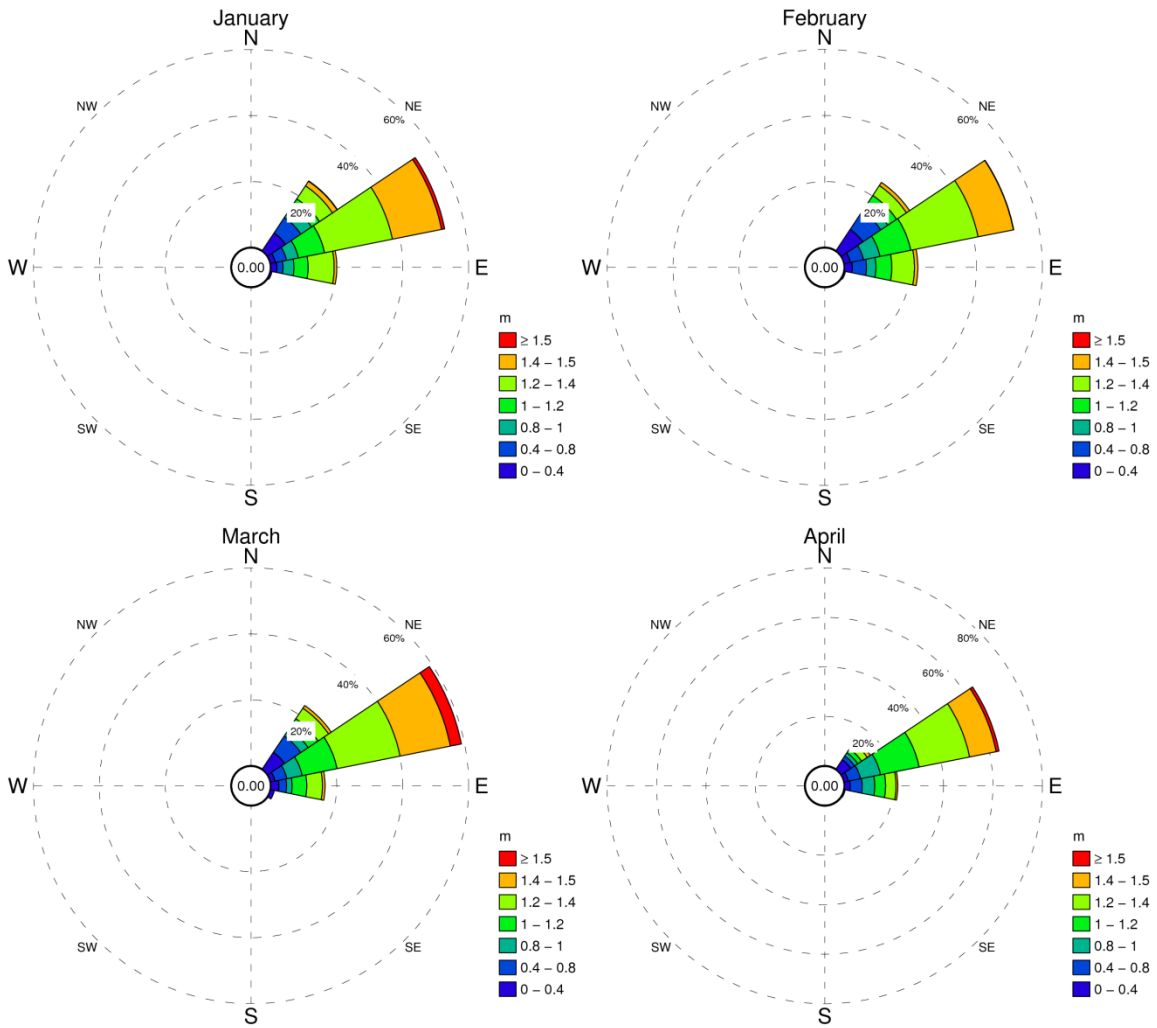 January
N
NW
NE
60%
40%
20%
W
0.00
E
SW
SE
S
m
≥ 1.5
1.4 – 1.5
1.2 – 1.4
1 – 1.2
0.8 – 1
0.4 – 0.8
0 – 0.4
February
N
NW
NE
60%
40%
20%
W
0.00
E
SW
SE
S
m
≥ 1.5
1.4 – 1.5
1.2 – 1.4
1 – 1.2
0.8 – 1
0.4 – 0.8
0 – 0.4
March
N
NW
NE
60%
40%
20%
W
0.00
E
SW
SE
S
m
≥ 1.5
1.4 – 1.5
1.2 – 1.4
1 – 1.2
0.8 – 1
0.4 – 0.8
0 – 0.4
April
N
NW
NE
80%
60%
40%
20%
W
0.00
E
SW
SE
S
m
≥ 1.5
1.4 – 1.5
1.2 – 1.4
1 – 1.2
0.8 – 1
0.4 – 0.8
0 – 0.4